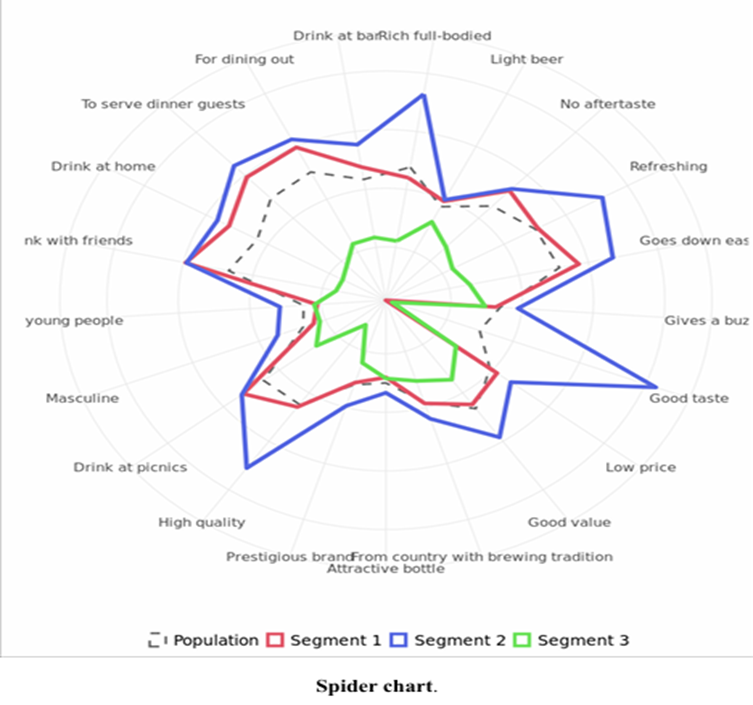 Drink at bar
Rich full-bodied
For dining out
Light beer
To serve dinner guests
No aftertaste
Drink at home
Refreshing
nk with friends
Goes down eas
young people
Gives a buz
Masculine
Good taste
Drink at picnics
Low price
High quality
Good value
Prestigious brand
From country with brewing tradition
Attractive bottle
Population Segment 1 Segment 2 Segment 3
Spider chart.